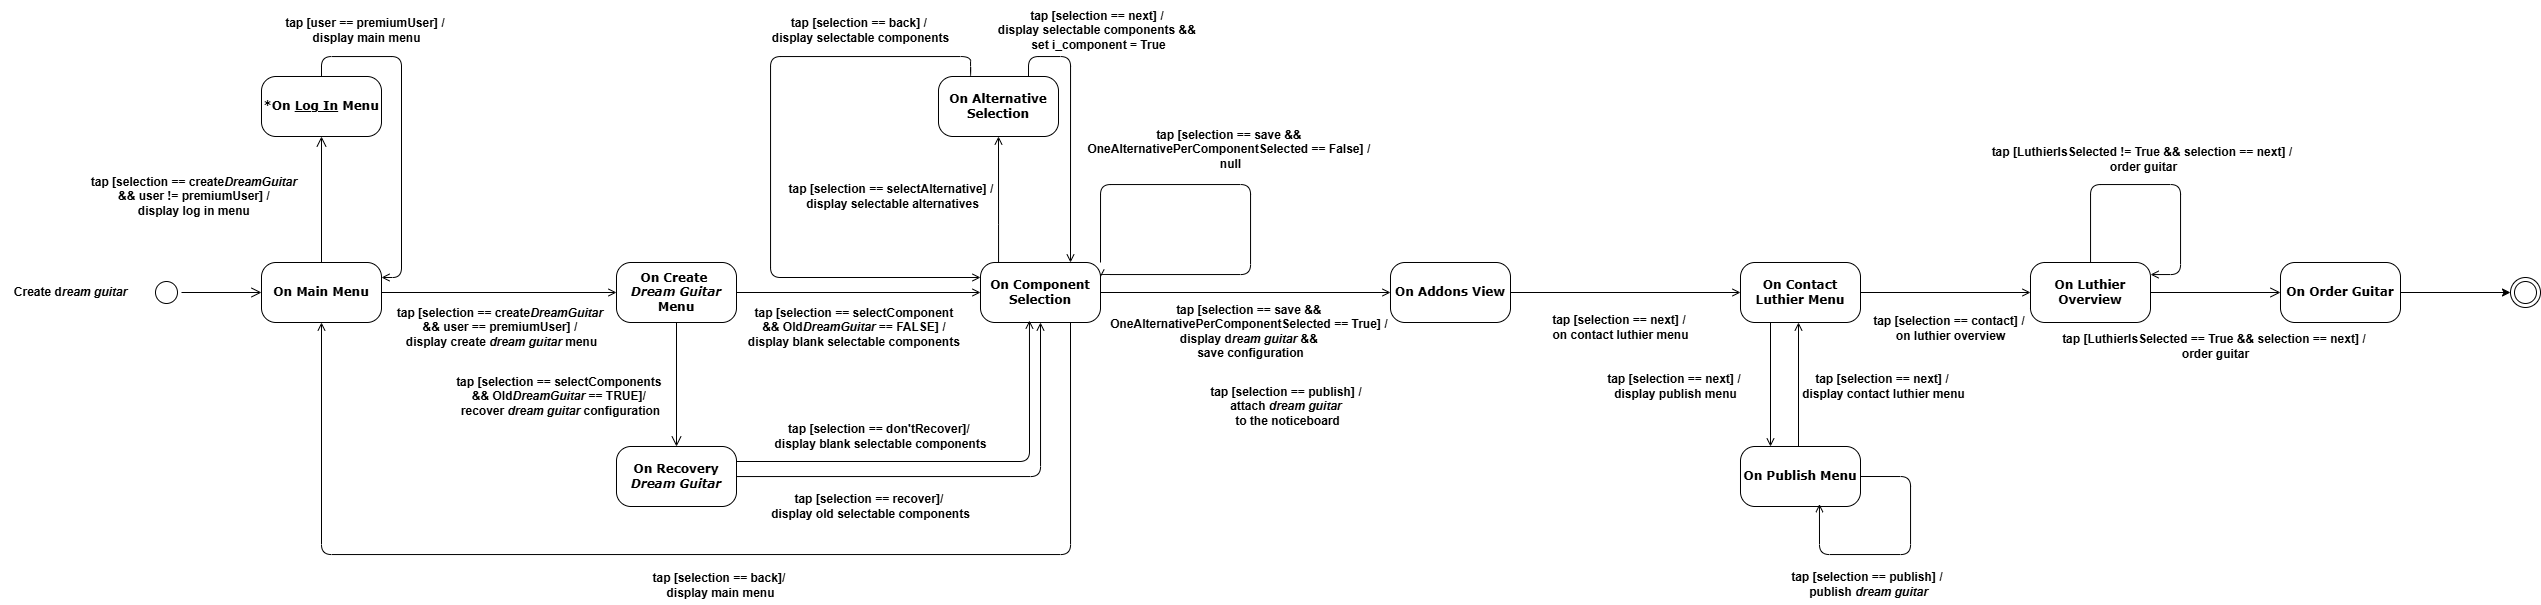 tap [user == premiumUser] /
display main menu
tap [selection == back] /
display selectable components
tap [selection == next] /
display selectable components &&
set i_component = True
*On Log In Menu
On Alternative
Selection
tap [selection == save &&
OneAlternativePerComponentSelected == False] /
null
tap [LuthierIsSelected != True && selection == next] /
order guitar
tap [selection == createDreamGuitar
&& user != premiumUser] /
display log in menu
tap [selection == selectAlternative] /
display selectable alternatives
Create dream guitar
On Main Menu
On Create
Dream Guitar
Menu
On Component
Selection
On Addons View
On Contact
Luthier Menu
On Luthier
Overview
On Order Guitar
tap [selection == createDreamGuitar
&& user == premiumUser] /
display create dream guitar menu
tap [selection == selectComponent
&& OldDreamGuitar == FALSE] /
display blank selectable components
tap [selection == save &&
OneAlternativePerComponentSelected == True] /
display dream guitar &&
save configuration
tap [selection == next] /
on contact luthier menu
tap [selection == contact] /
on luthier overview
tap [LuthierIsSelected == True && selection == next] /
order guitar
tap [selection == selectComponents
&& OldDreamGuitar == TRUE]/
recover dream guitar configuration
tap [selection == publish] /
attach dream guitar
to the noticeboard
tap [selection == next] /
display publish menu
tap [selection == next] /
display contact luthier menu
tap [selection == don'tRecover]/
display blank selectable components
On Recovery
Dream Guitar
On Publish Menu
tap [selection == recover]/
display old selectable components
tap [selection == back]/
display main menu
tap [selection == publish] /
publish dream guitar